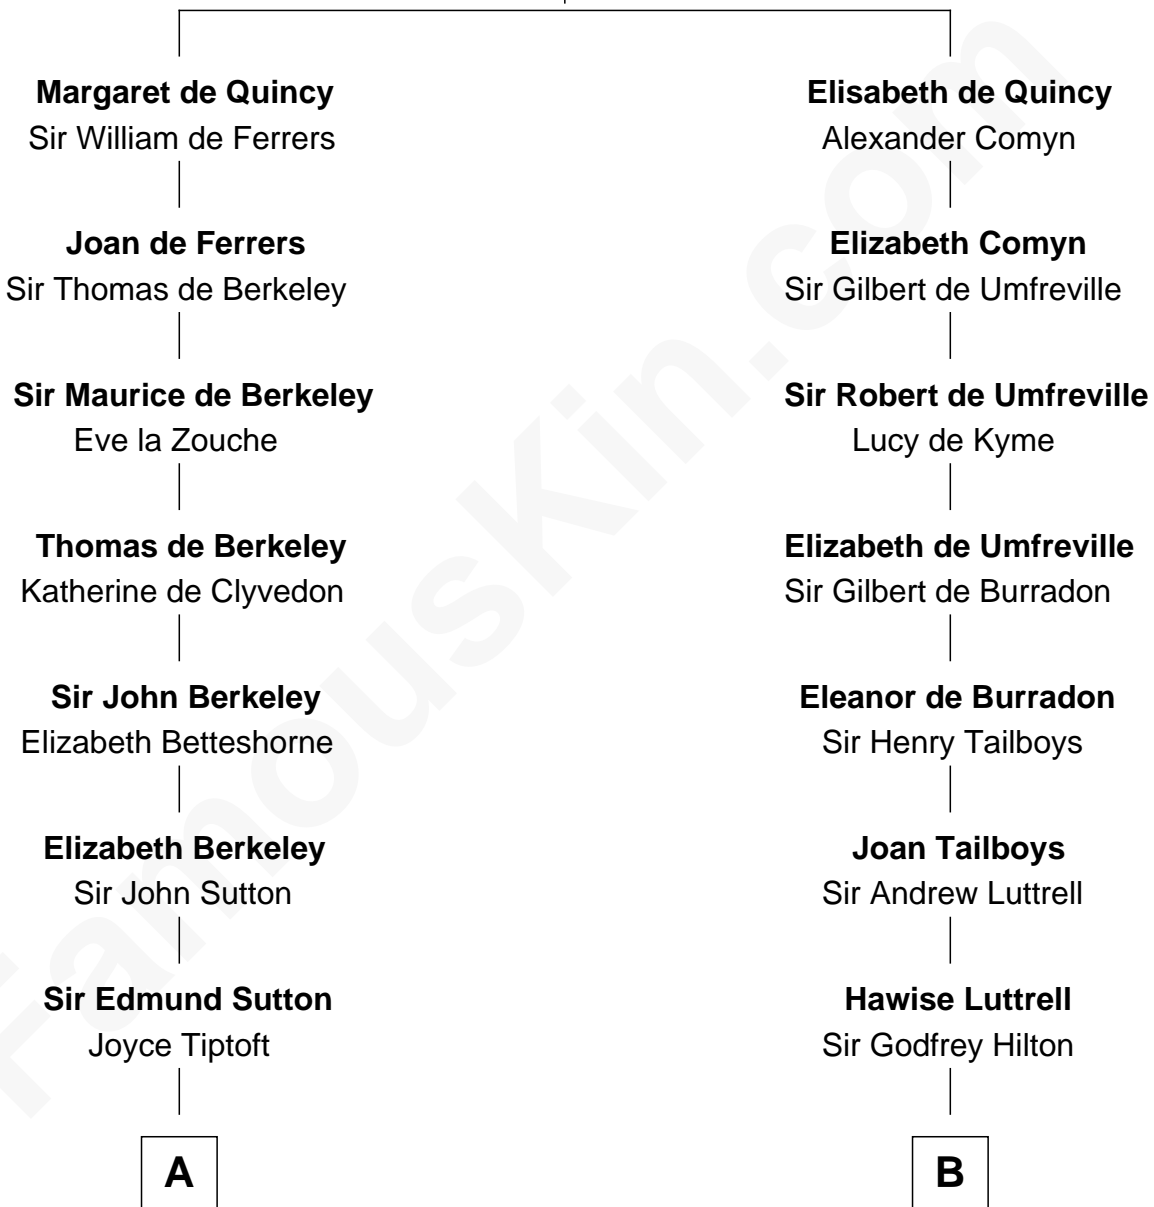 Margaret de Quincy
Sir William de Ferrers
Joan de Ferrers
Sir Thomas de Berkeley
Sir Maurice de Berkeley
Eve la Zouche
Thomas de Berkeley
Katherine de Clyvedon
Sir John Berkeley
Elizabeth Betteshorne
Elizabeth Berkeley
Sir John Sutton
Sir Edmund Sutton
Joyce Tiptoft
A
Elisabeth de Quincy
Alexander Comyn
Elizabeth Comyn
Sir Gilbert de Umfreville
Sir Robert de Umfreville
Lucy de Kyme
Elizabeth de Umfreville
Sir Gilbert de Burradon
Eleanor de Burradon
Sir Henry Tailboys
Joan Tailboys
Sir Andrew Luttrell
Hawise Luttrell
Sir Godfrey Hilton
B
FamousKin.com